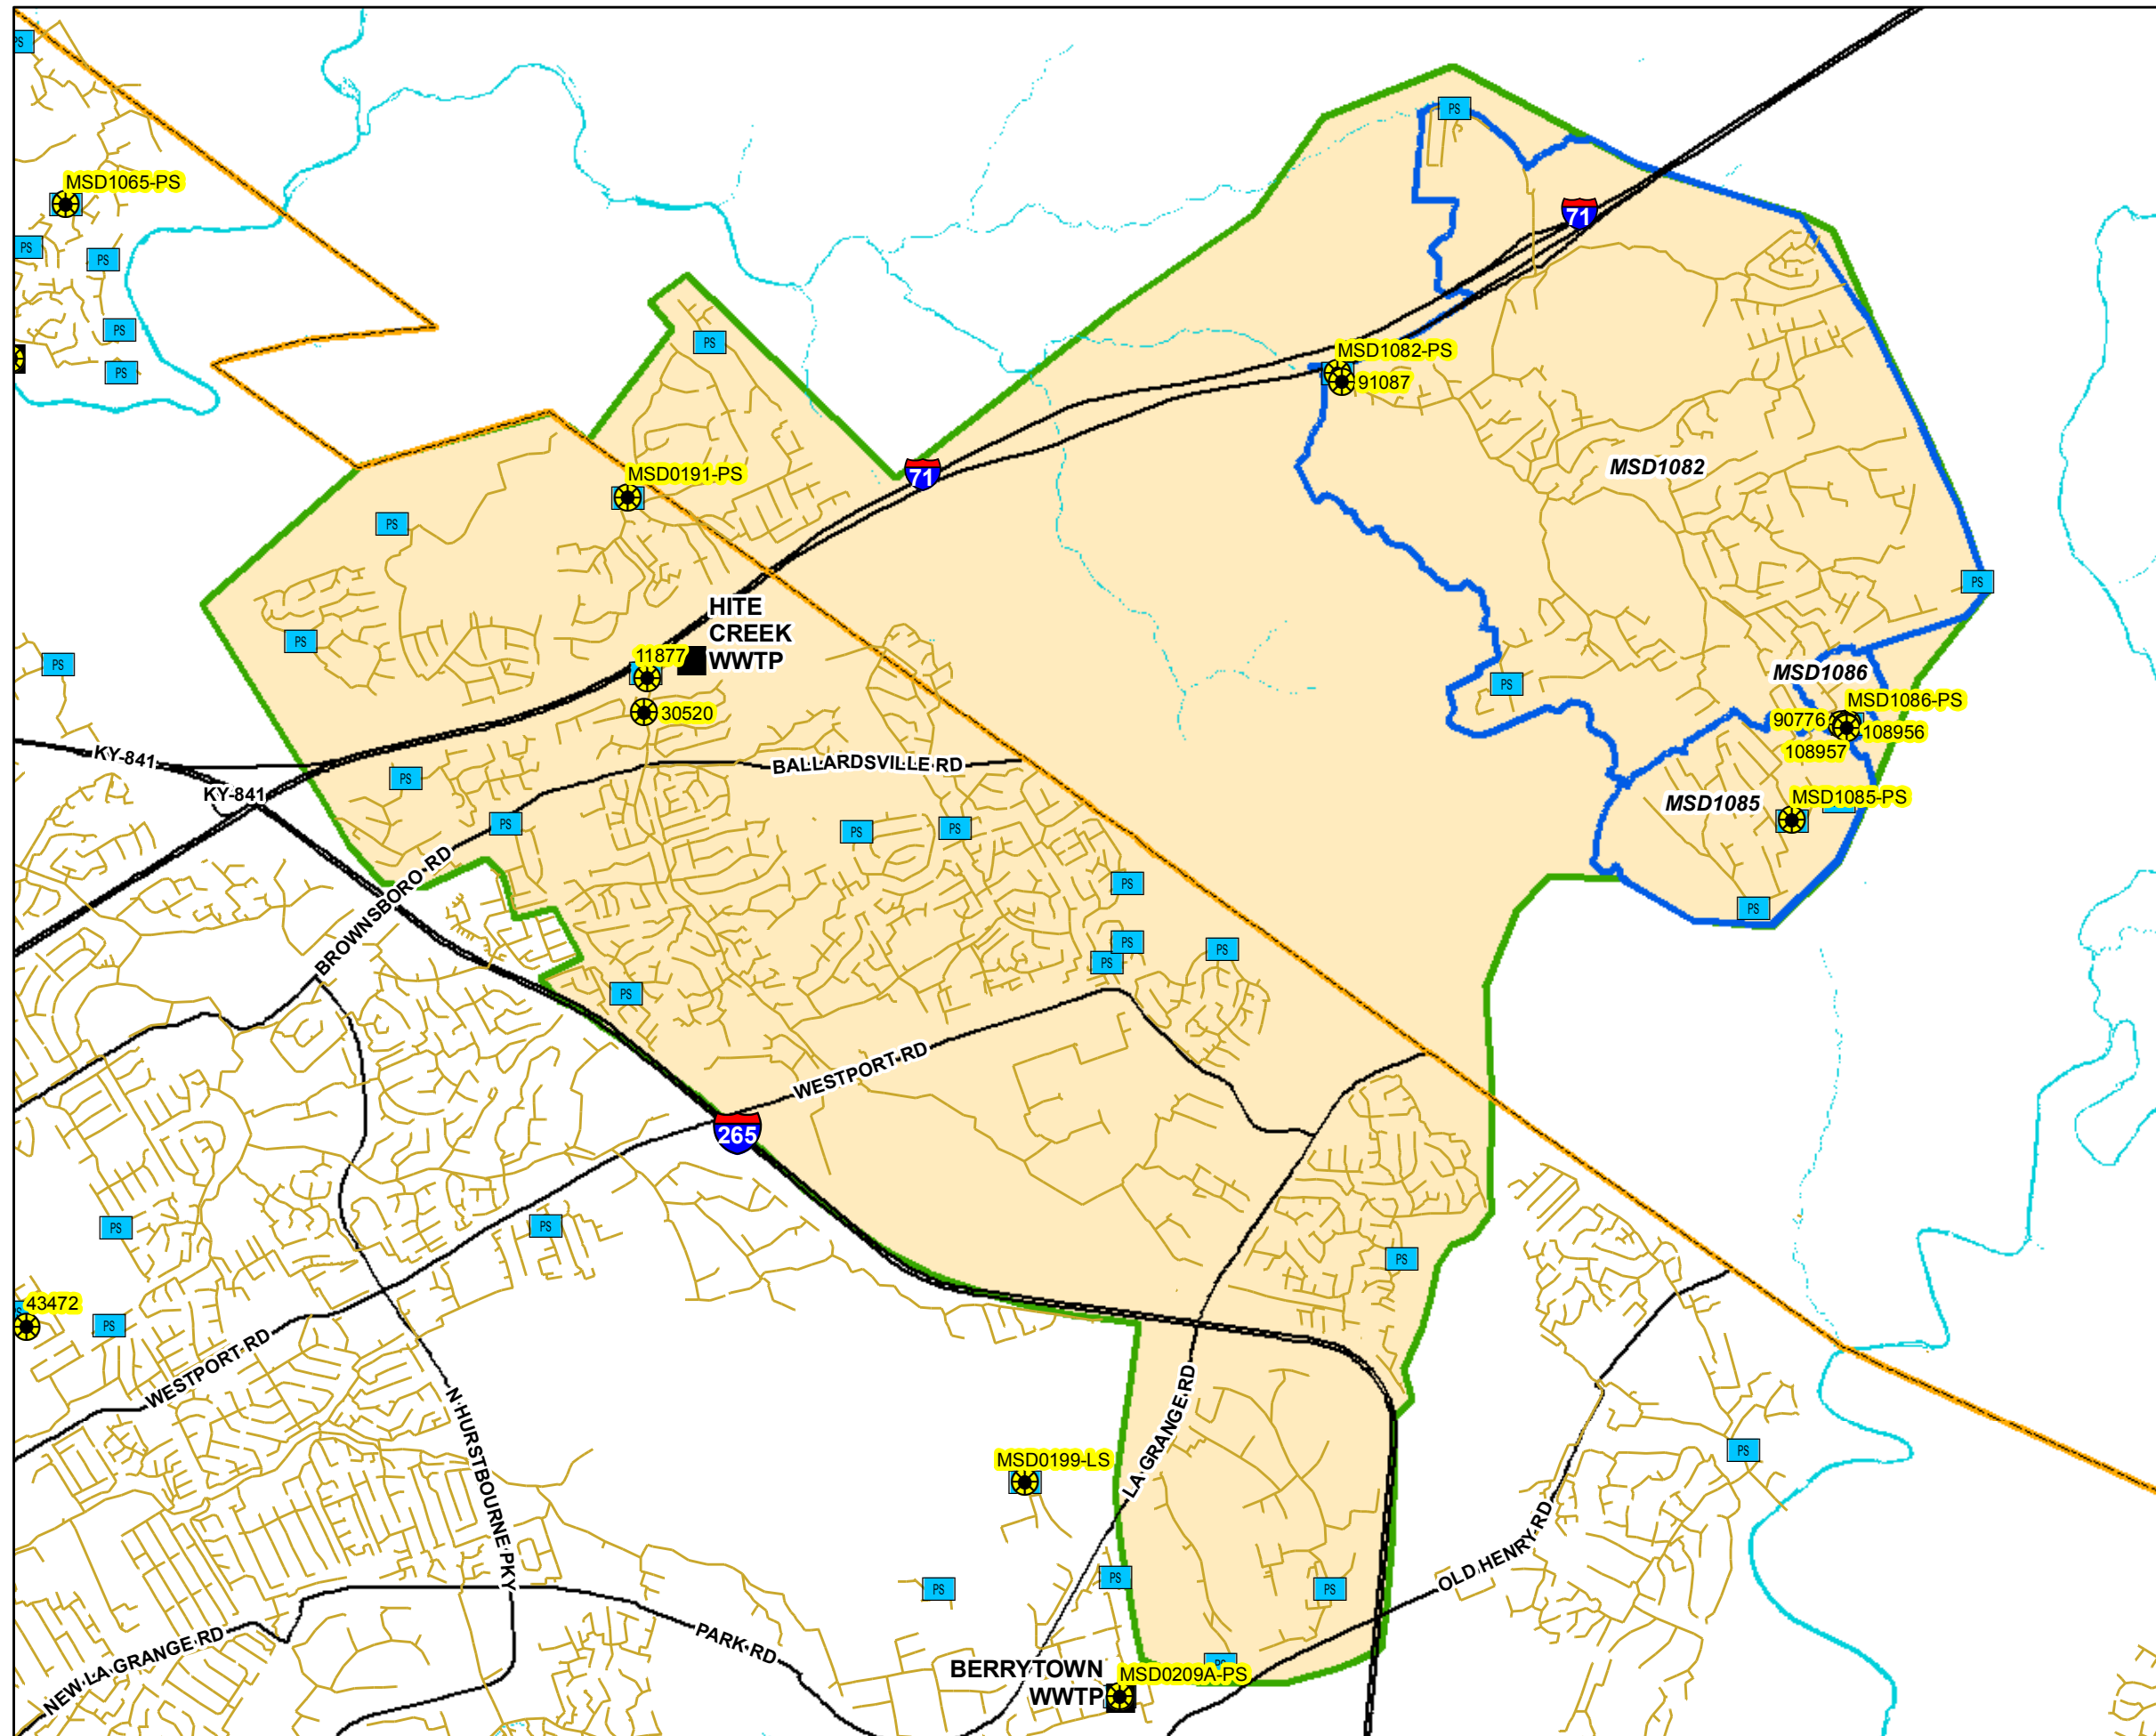 PS
PS
MSD1065-PS
71
PS
PS
PS
PS
PS
MSD1082-PS
91087
MSD0191-PS
71
MSD1082
PS
PS
HITE
CREEK
WWTP
PS
PS
11877
PS
MSD1086
MSD1086-PS
30520
90776
108956
108957
KY-841
BALLARDSVILLE RD
KY-841
PS
MSD1085
MSD1085-PS
PS
PS
PS
BROWNSBORO RD
PS
PS
PS
PS
PS
PS
WESTPORT RD
265
PS
PS
PS
43472
PS
PS
WESTPORT RD
N HURSTBOURNE PKY
LA GRANGE RD
MSD0199-LS
PS
OLD HENRY RD
PS
PS
PS
NEW LA GRANGE RD
PARK RD
PS
BERRYTOWN
WWTP
MSD0209A-PS